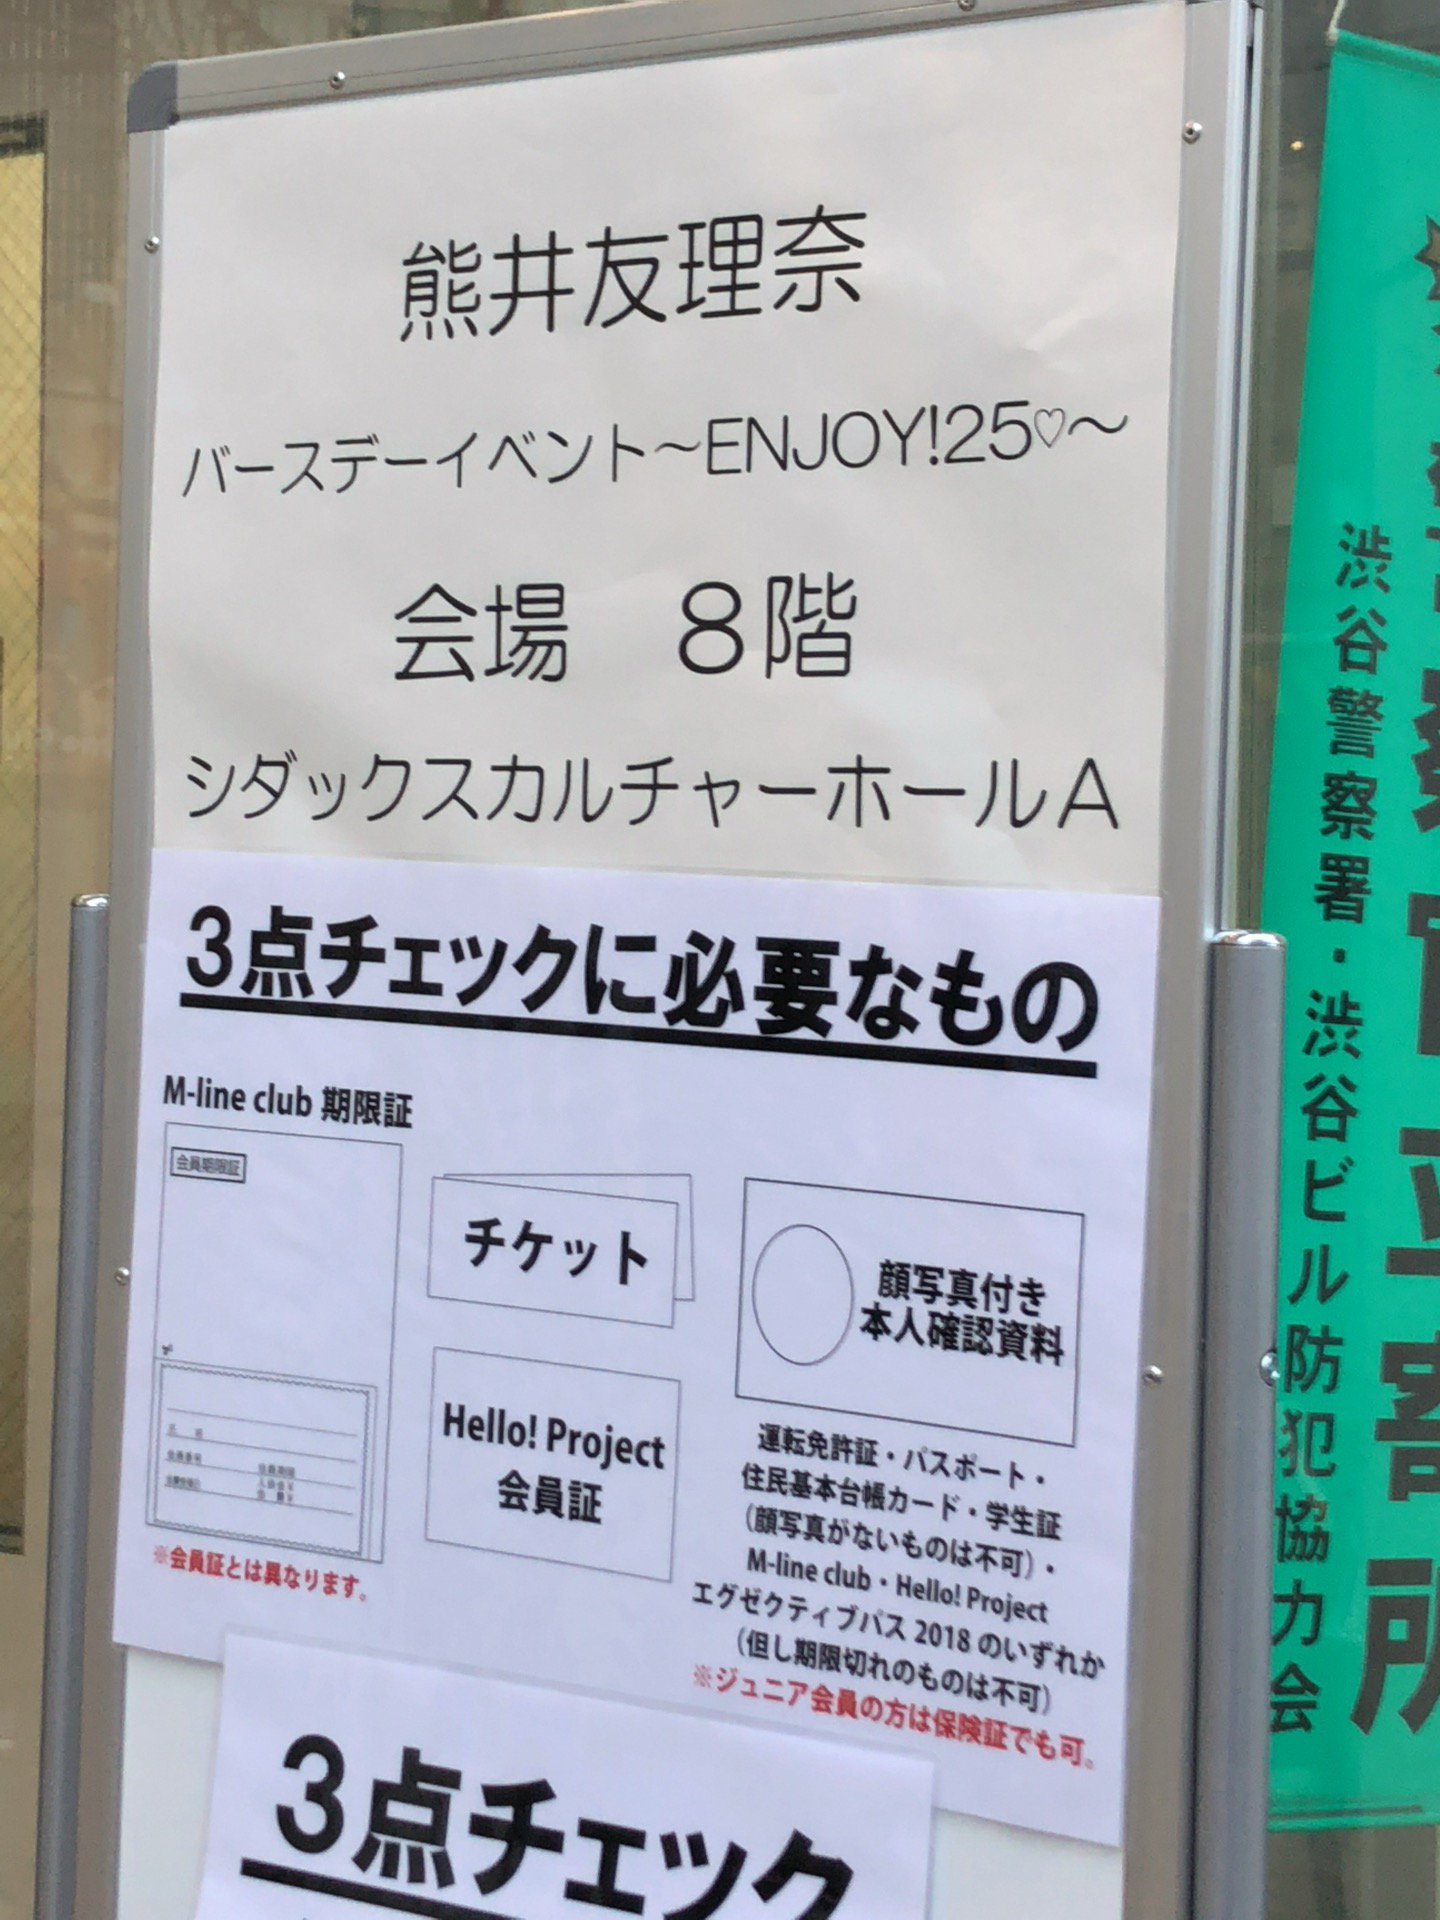 熊井友理奈
バースデーイベント～ENJOY!25♡～
会場　8階
シダックスカルチャーホールA
3点チェックに必要なもの
M-line club 期限証
会員期限証
※会員証とは異なります。
チケット
Hello! Project
会員証
顔写真付き
本人確認資料
運転免許証・パスポート・
住民基本台帳カード・学生証
（顔写真がないものは不可）・
M-line club・Hello! Project
エグゼクティブパス 2018 のいずれか
（但し期限切れのものは不可）
※ジュニア会員の方は保険証でも可。
3点チェック
渋谷警察署・渋谷ビル防犯協力会
立寄所